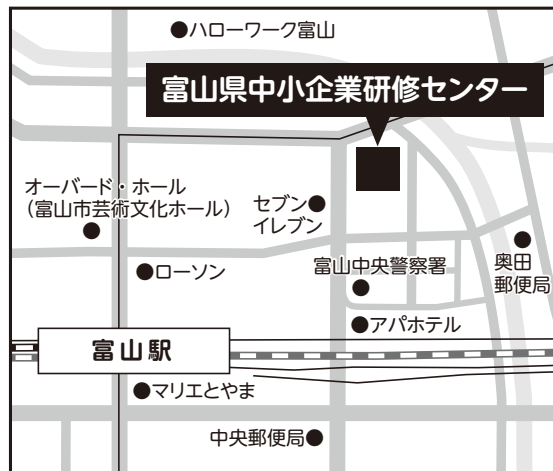 ●ハローワーク富山
富山県中小企業研修センター
オーバード・ホール
（富山市芸術文化ホール）
セブン
イレブン
ローソン
富山中央警察署
奥田
郵便局
アパホテル
富山駅
マリエとやま
中央郵便局